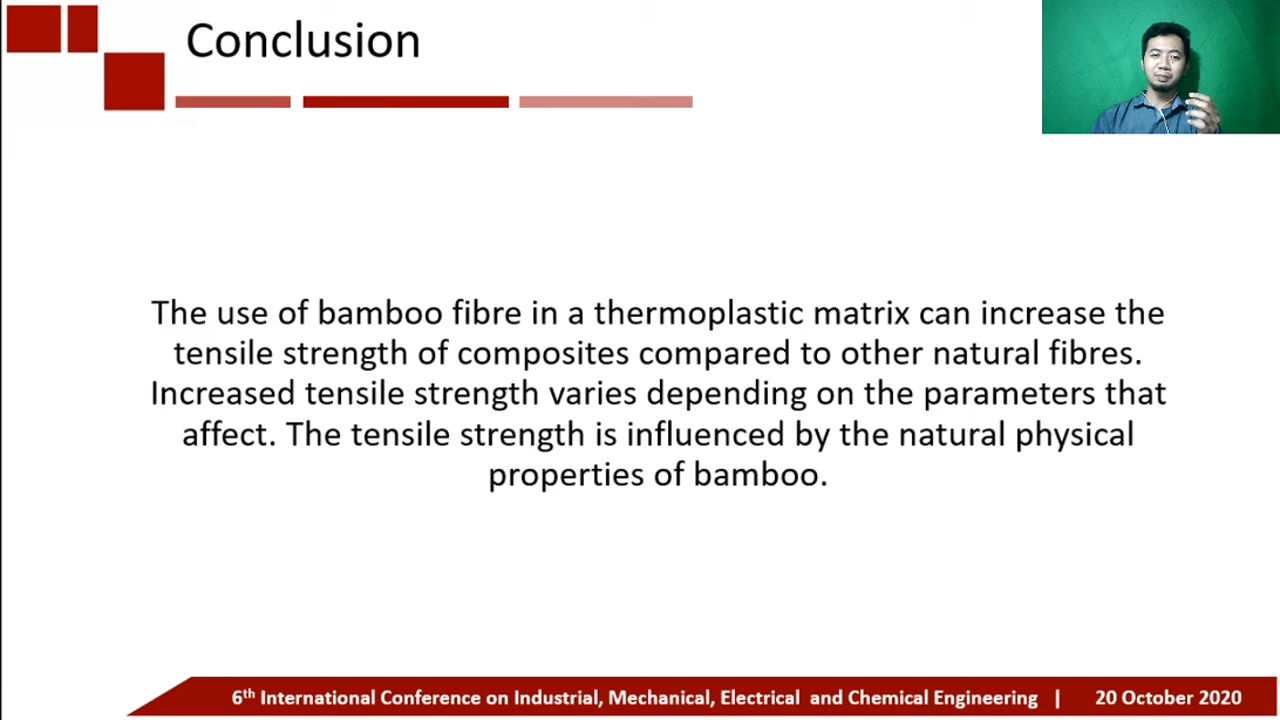 Conclusion
The use of bamboo fibre in a thermoplastic matrix can increase the
tensile strength of composites compared to other natural fibres.
Increased tensile strength varies depending on the parameters that
affect. The tensile strength is influenced by the natural physical
properties of bamboo.
6th International Conference on Industrial, Mechanical, Electrical and Chemical Engineering | 20 October 2020